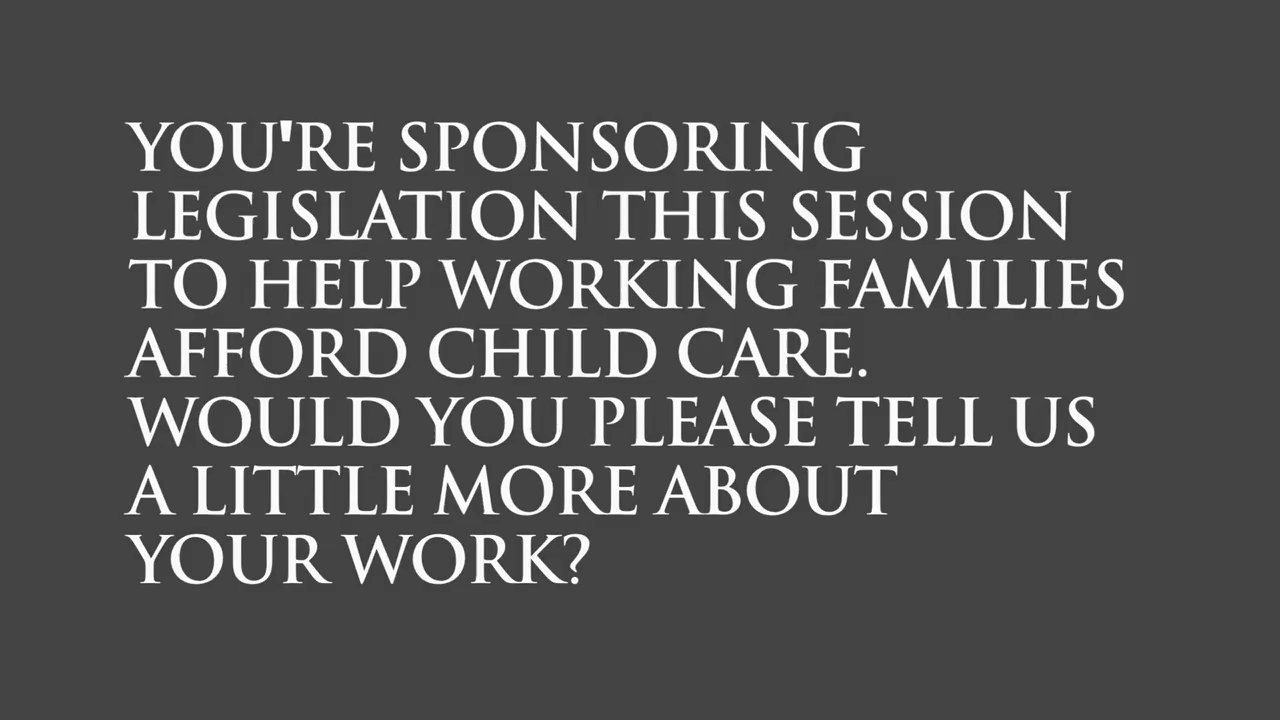 YOU'RE SPONSORING
LEGISLATION THIS SESSION
TO HELP WORKING FAMILIES
AFFORD CHILD CARE.
WOULD YOU PLEASE TELL US
A LITTLE MORE ABOUT
YOUR WORK?